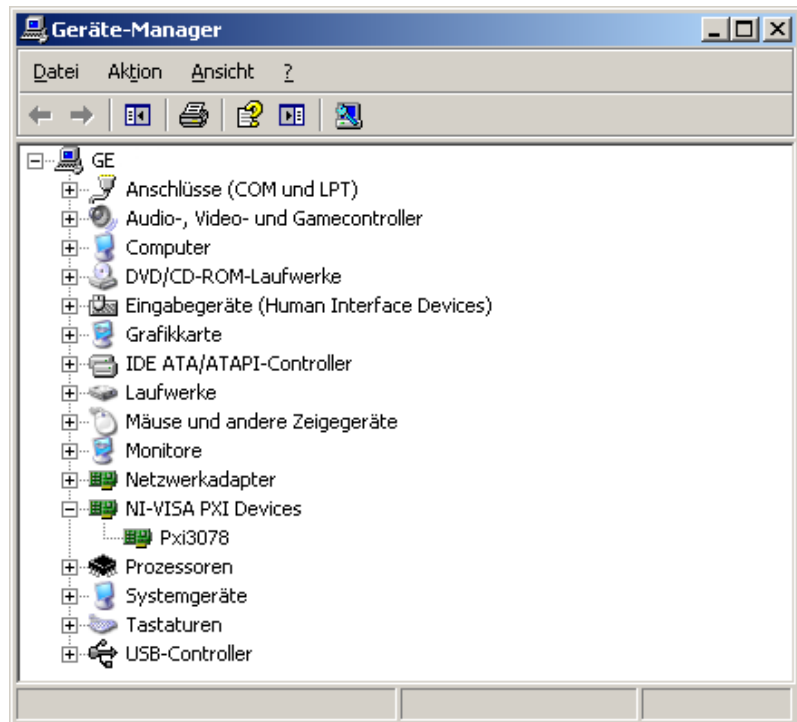 Geräte-Manager
Datei Aktion Ansicht ?
GE
Anschlüsse (COM und LPT)
Audio-, Video- und Gamecontroller
Computer
DVD/CD-ROM-Laufwerke
Eingabegeräte (Human Interface Devices)
Grafikkarte
IDE ATA/ATAPI-Controller
Laufwerke
Mäuse und andere Zeigegeräte
Monitore
Netzwerkadapter
NI-VISA PXI Devices
Pxi3078
Prozessoren
Systemgeräte
Tastaturen
USB-Controller